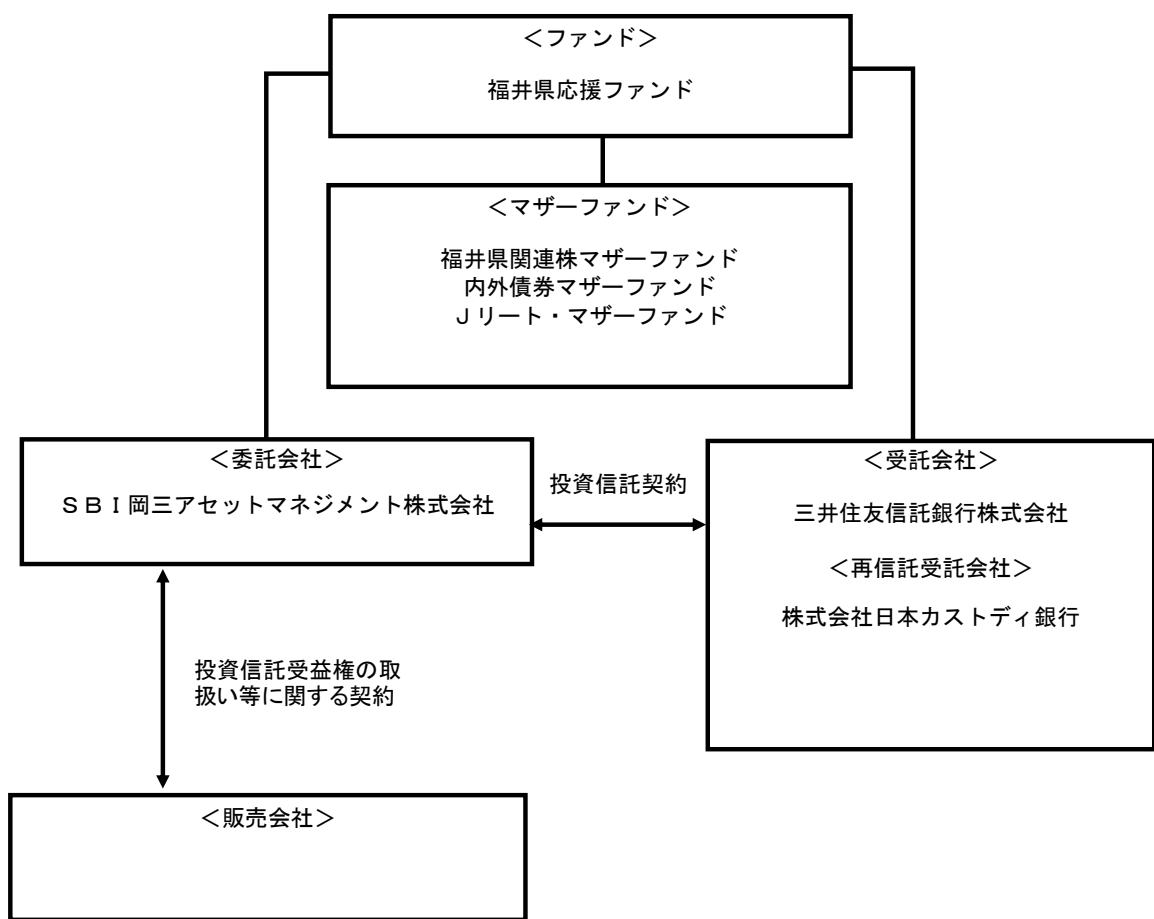 ＜ファンド＞
福井県応援ファンド
＜マザーファンド＞
福井県関連株マザーファンド
内外債券マザーファンド
Ｊリート・マザーファンド
＜委託会社＞
ＳＢＩ岡三アセットマネジメント株式会社
投資信託契約
＜受託会社＞
三井住友信託銀行株式会社
＜再信託受託会社＞
株式会社日本カストディ銀行
投資信託受益権の取
扱い等に関する契約
＜販売会社＞